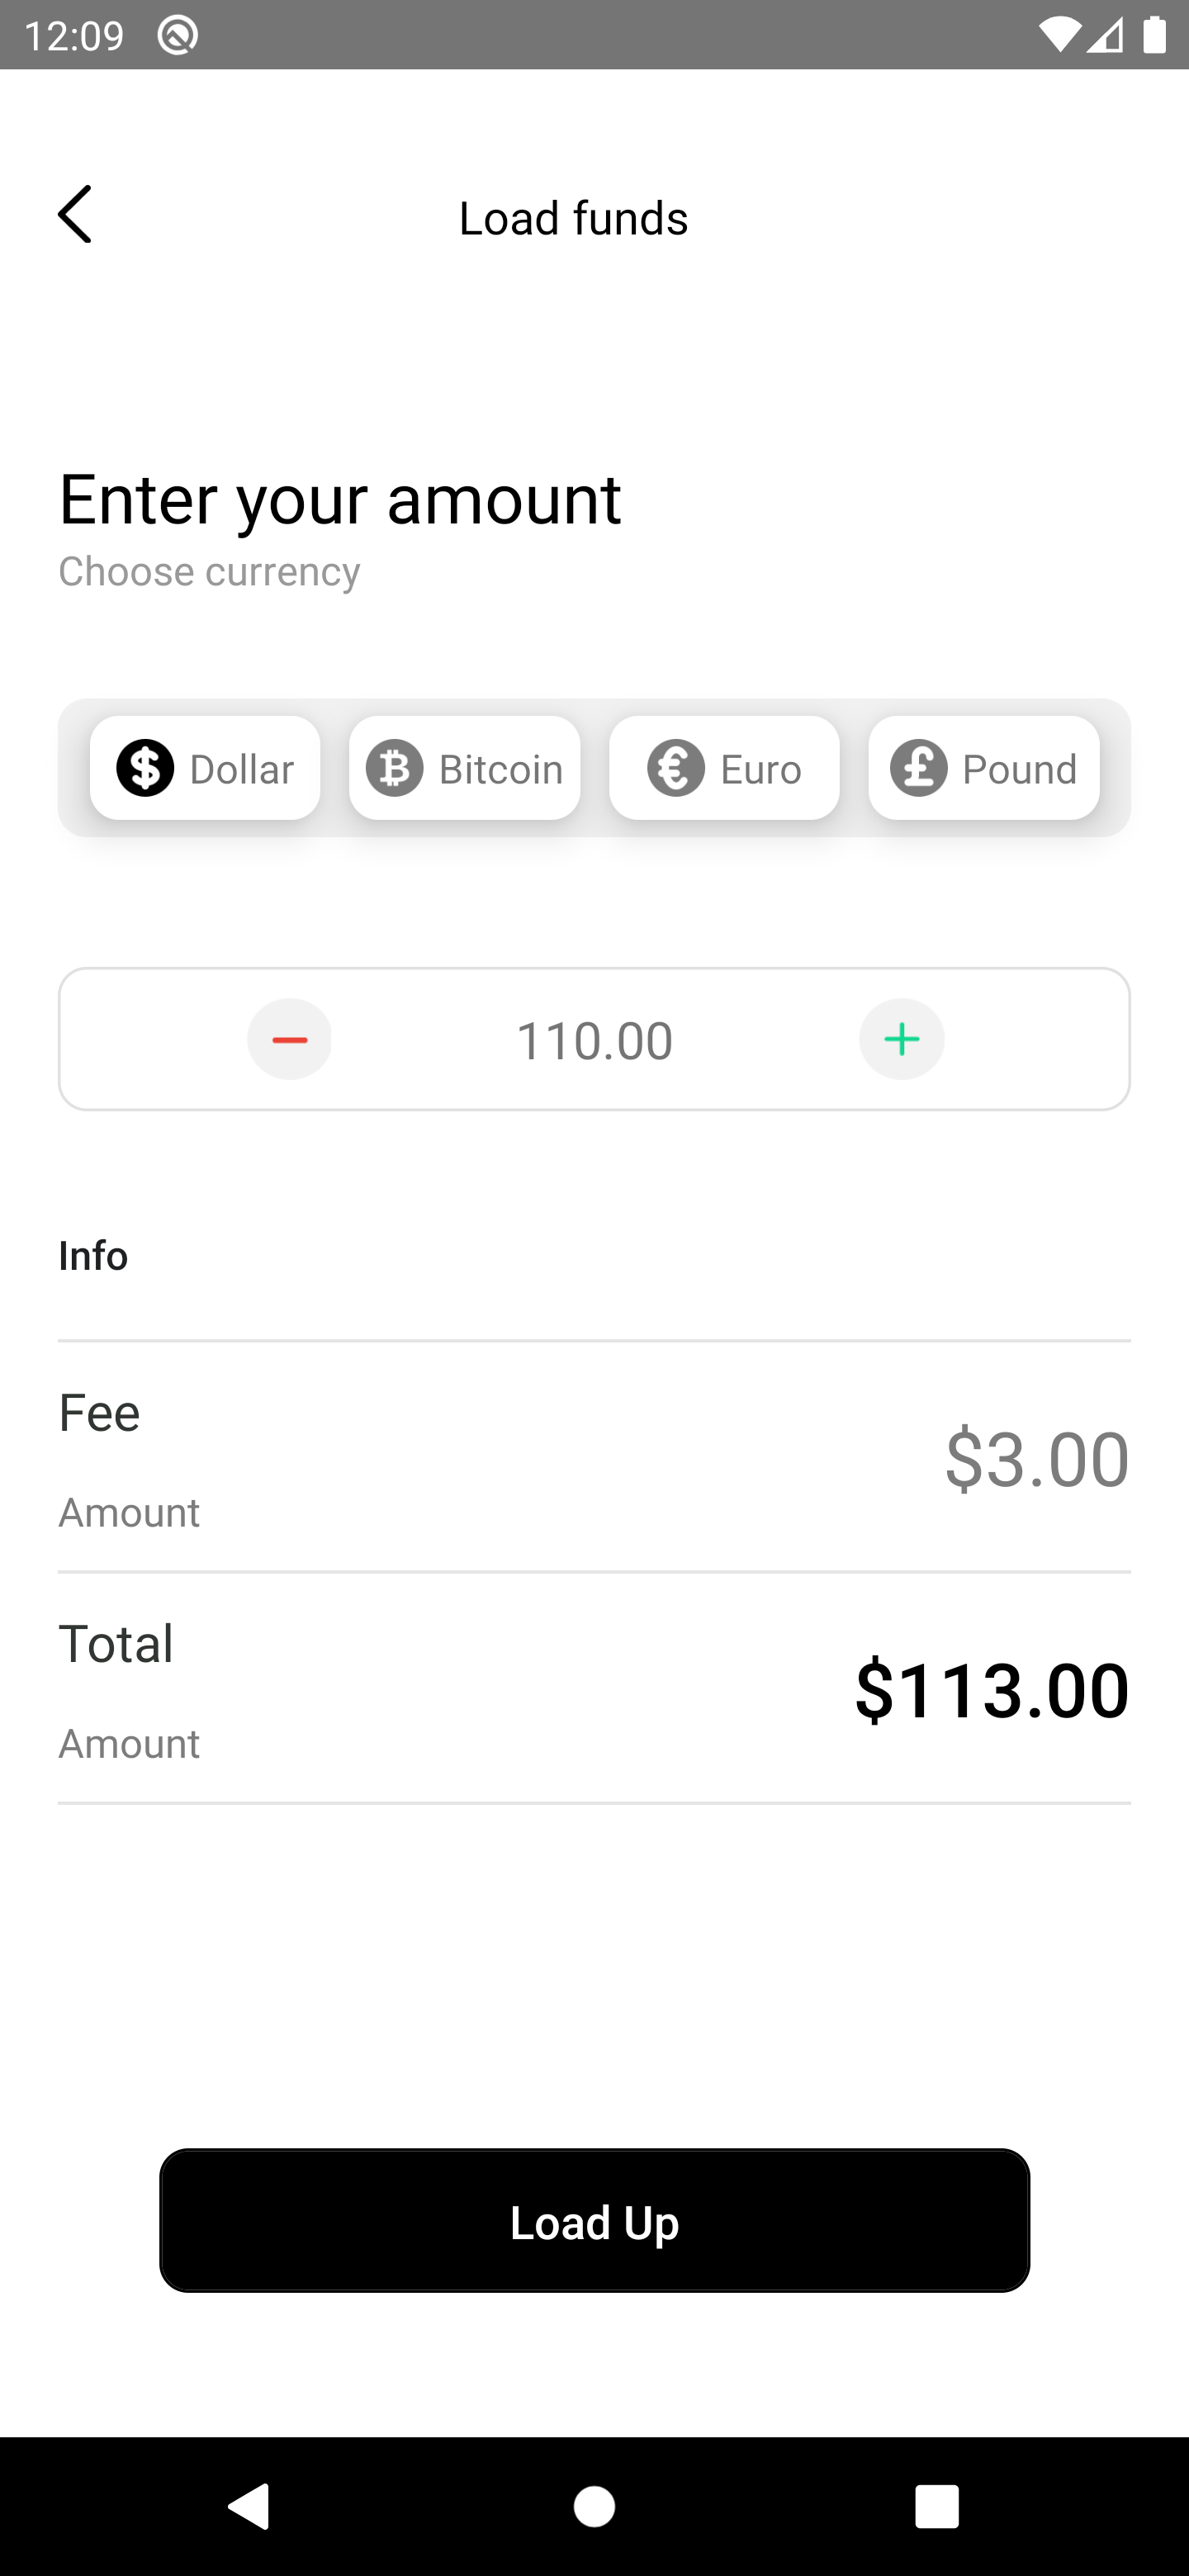 12:09
Load funds
Enter your amount
Choose currency
Dollar Bitcoin Euro Pound
110.00
Info
Fee
$3.00
Amount
Total
$113.00
Amount
Load Up